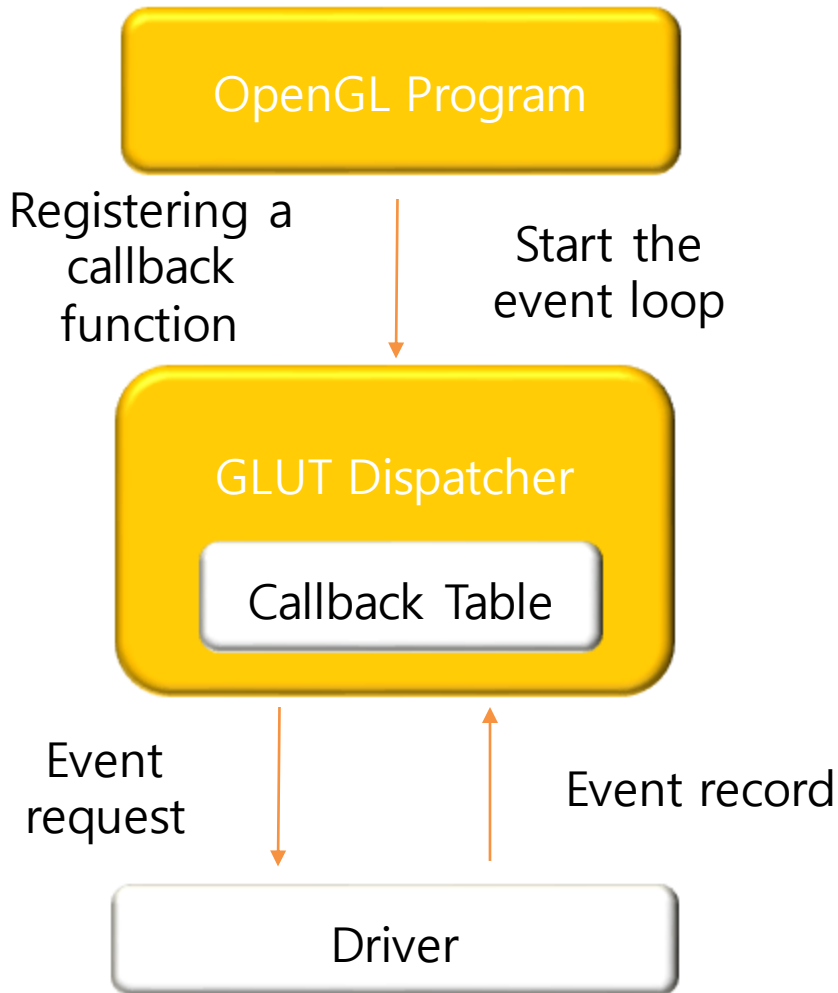 OpenGL Program
Registering a
callback
function
Start the
event loop
GLUT Dispatcher
Callback Table
Event
request
Event record
Driver